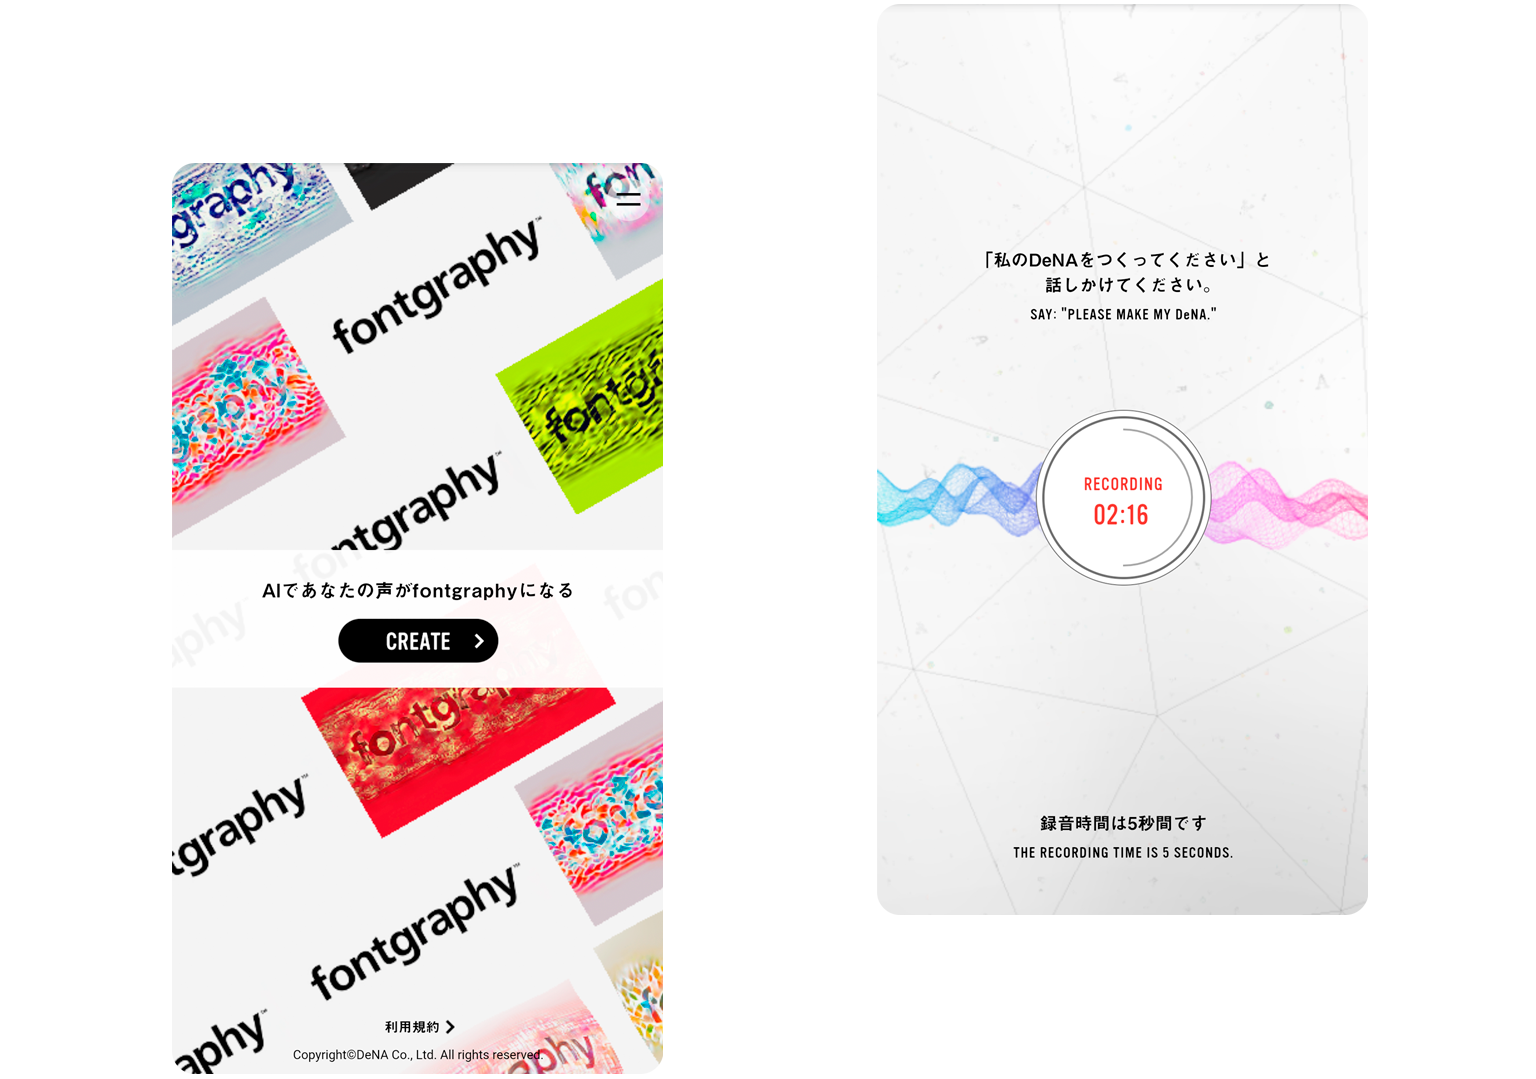 graphy
fon
fontgraphy™
graphy
fontgr
fontgraphy™
AIであなたの声がfontgraphyになる
CREATE
fontgraphy
tgraphy™
fontgraphy™
aphy™
利用規約
Copyright©DeNA Co., Ltd. All rights reserved.
「私のDeNAをつくってください」と
話しかけてください。
SAY: "PLEASE MAKE MY DeNA."
RECORDING
02:16
録音時間は5秒間です
THE RECORDING TIME IS 5 SECONDS.